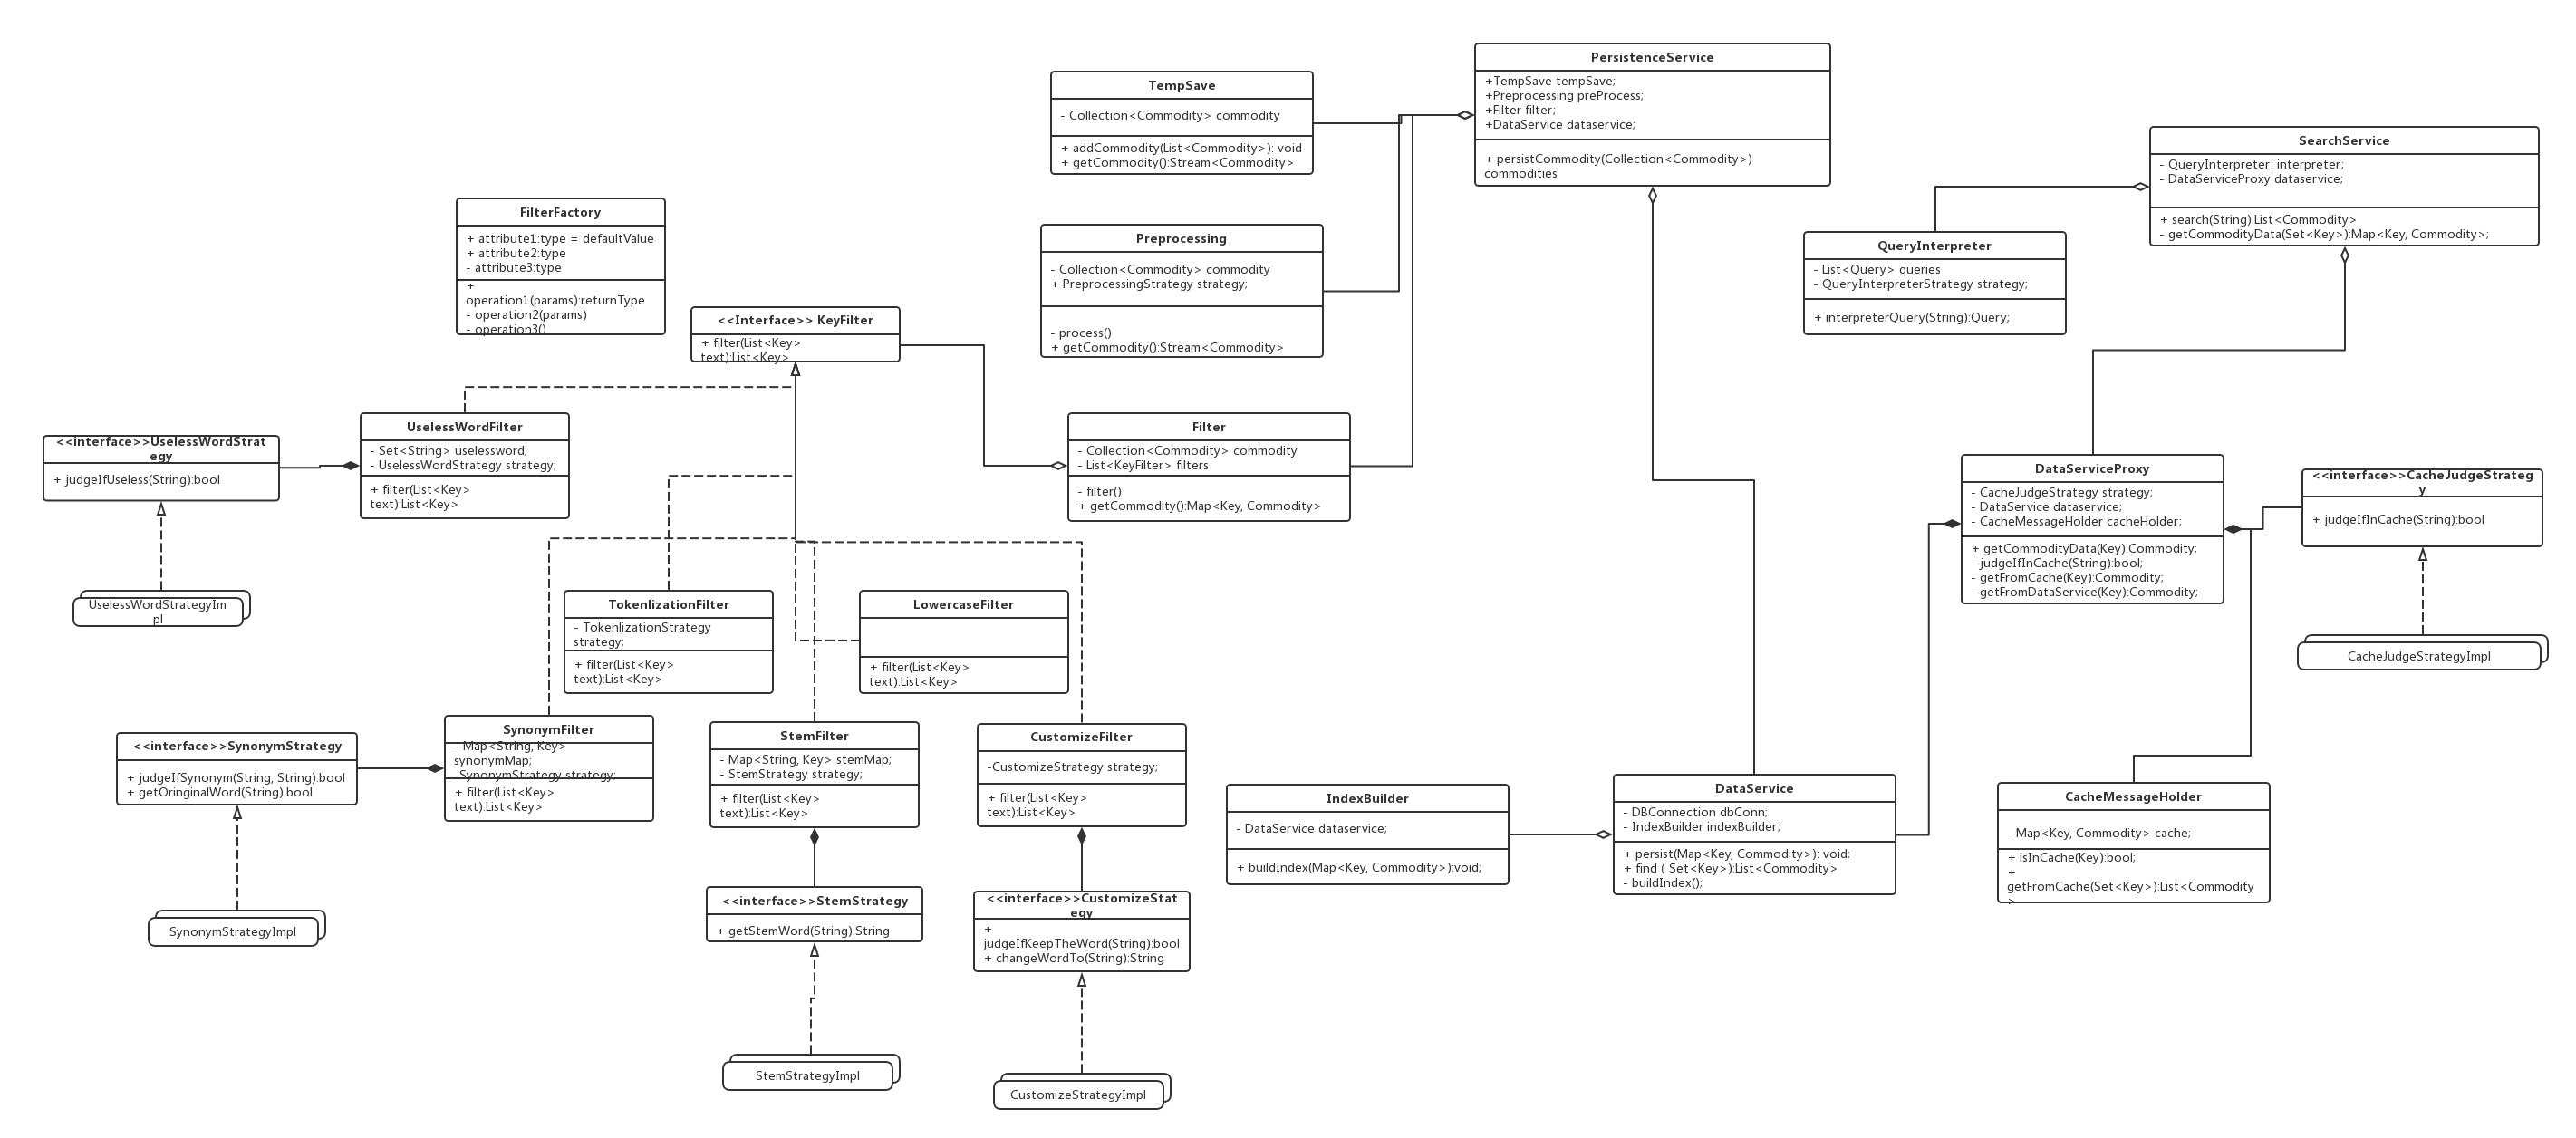 PersistenceService
+TempSave tempSave;
+Preprocessing preProcess;
+Filter filter;
+DataService dataservice;
+ persistCommodity(Collection<Commodity>)
commodities
TempSave
- Collection<Commodity> commodity
+ addCommodity(List<Commodity>): void
+ getCommodity():Stream<Commodity>
SearchService
- QueryInterpreter: interpreter;
- DataServiceProxy dataservice;
+ search(String):List<Commodity>
- getCommodityData(Set<Key>):Map<Key, Commodity>;
FilterFactory
+ attribute1:type = defaultValue
+ attribute2:type
- attribute3:type
+
operation1(params):returnType
- operation2(params)
- operation3()
Preprocessing
- Collection<Commodity> commodity
+ PreprocessingStrategy strategy;
- process()
+ getCommodity():Stream<Commodity>
QueryInterpreter
- List<Query> queries
- QueryInterpreterStrategy strategy;
+ interpreterQuery(String):Query;
<<Interface>> KeyFilter
+ filter(List<Key>
text):List<Key>
<<interface>>UselessWordStrat
egy
+ judgeIfUseless(String):bool
UselessWordFilter
- Set<String> uselessword;
- UselessWordStrategy strategy;
+ filter(List<Key>
text):List<Key>
Filter
- Collection<Commodity> commodity
- List<KeyFilter> filters
- filter()
+ getCommodity():Map<Key, Commodity>
DataServiceProxy
- CacheJudgeStrategy strategy;
- DataService dataservice;
- CacheMessageHolder cacheHolder;
+ getCommodityData(Key):Commodity;
- judgeIfInCache(String):bool;
- getFromCache(Key):Commodity;
- getFromDataService(Key):Commodity;
<<interface>>CacheJudgeStrateg
y
+ judgeIfInCache(String):bool
UselessWordStrategyIm
pl
TokenlizationFilter
- TokenlizationStrategy
strategy;
+ filter(List<Key>
text):List<Key>
LowercaseFilter
+ filter(List<Key>
text):List<Key>
CacheJudgeStrategyImpl
<<interface>>SynonymStrategy
+ judgeIfSynonym(String, String):bool
+ getOringinalWord(String):bool
SynonymFilter
- Map<String, Key>
synonymMap;
-SynonymStrategy strategy;
+ filter(List<Key>
text):List<Key>
StemFilter
- Map<String, Key> stemMap;
- StemStrategy strategy;
+ filter(List<Key>
text):List<Key>
CustomizeFilter
-CustomizeStrategy strategy;
+ filter(List<Key>
text):List<Key>
IndexBuilder
- DataService dataservice;
+ buildIndex(Map<Key, Commodity>):void;
DataService
- DBConnection dbConn;
- IndexBuilder indexBuilder;
+ persist(Map<Key, Commodity>): void;
+ find ( Set<Key>):List<Commodity>
- buildIndex();
CacheMessageHolder
- Map<Key, Commodity> cache;
+ isInCache(Key):bool;
+
getFromCache(Set<Key>):List<Commodity
>
SynonymStrategyImpl
<<interface>>StemStrategy
+ getStemWord(String):String
<<interface>>CustomizeStat
egy
+
judgeIfKeepTheWord(String):bool
+ changeWordTo(String):String
StemStrategyImpl
CustomizeStrategyImpl